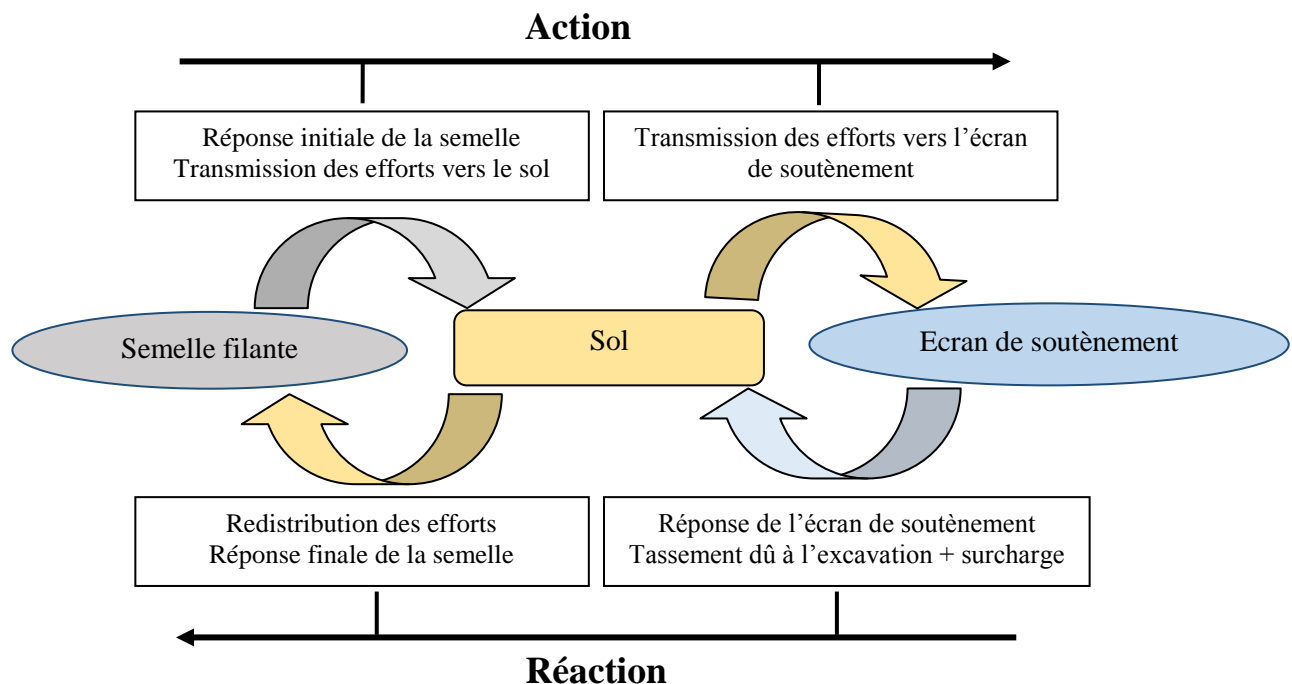 Action
Réponse initiale de la semelle
Transmission des efforts vers le sol
Transmission des efforts vers l’écran
de soutènement
Semelle filante
Sol
Ecran de soutènement
Redistribution des efforts
Réponse finale de la semelle
Réponse de l’écran de soutènement
Tassement dû à l’excavation + surcharge
Réaction